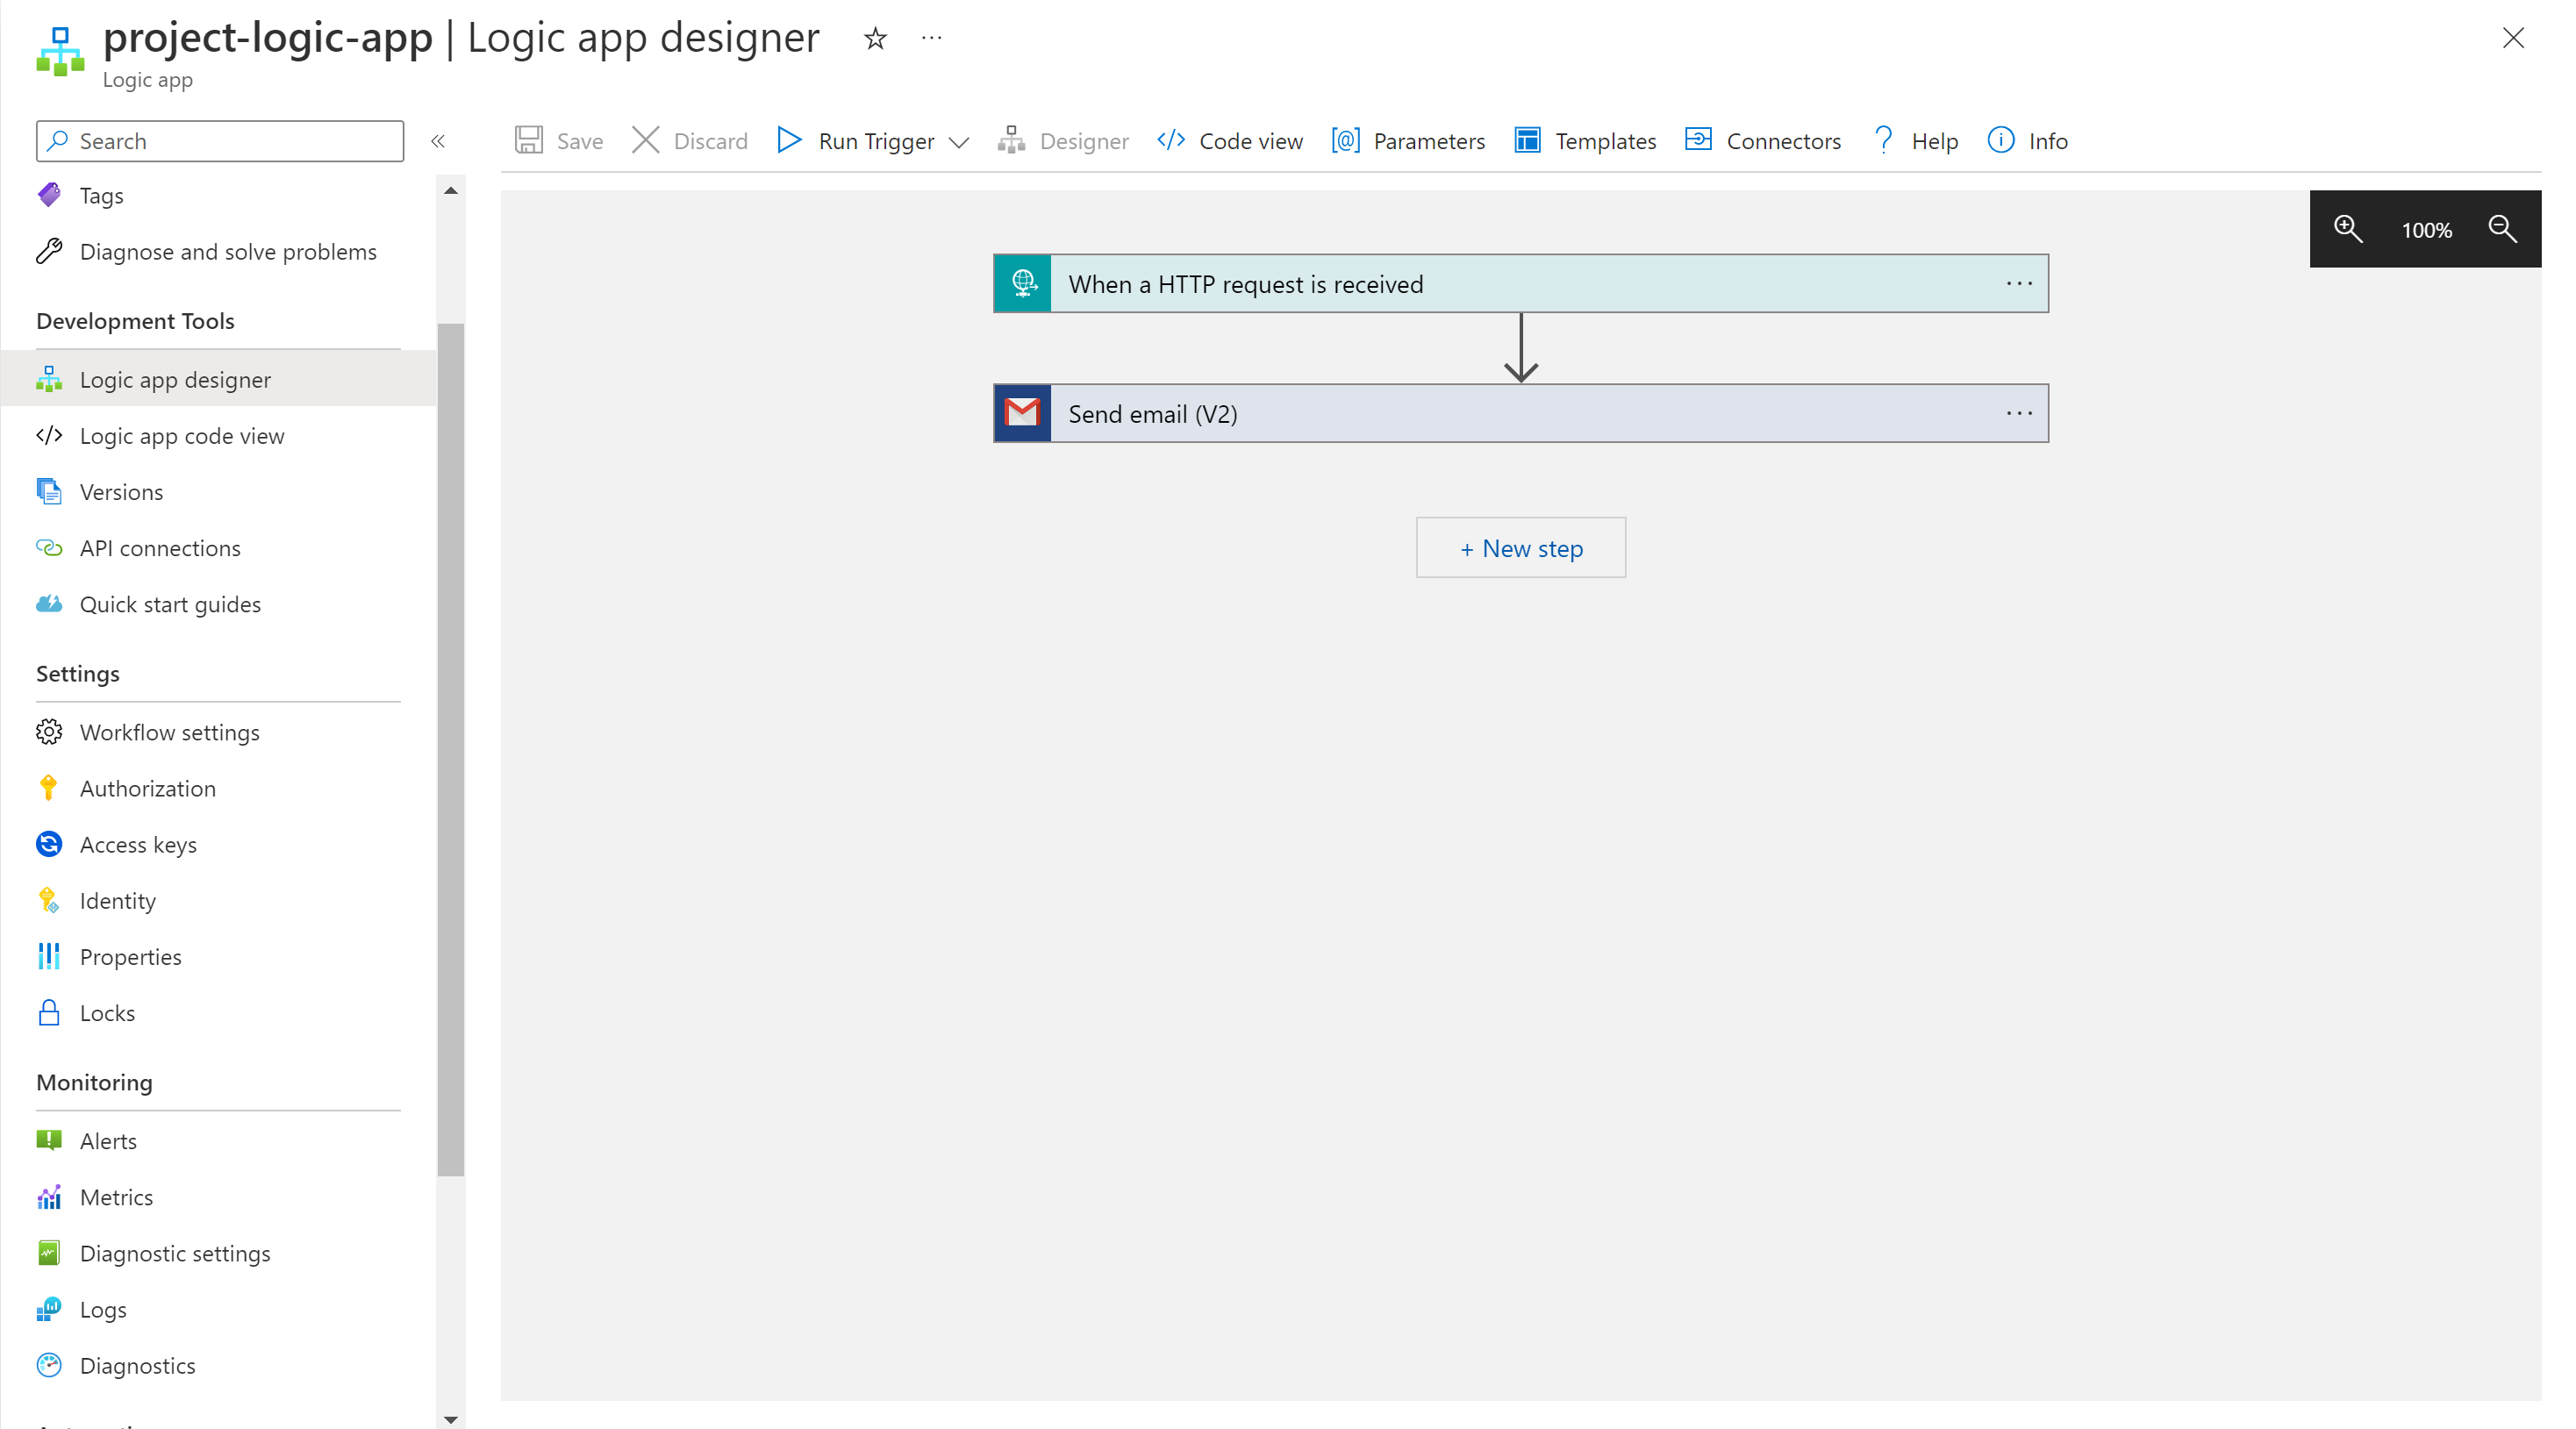 project-logic-app | Logic app designer
Logic app
Search
Save Discard Run Trigger Designer Code view Parameters Templates Connectors Help Info
Tags
Diagnose and solve problems
Development Tools
Logic app designer
Logic app code view
Versions
API connections
Quick start guides
Settings
Workflow settings
Authorization
Access keys
Identity
Properties
Locks
Monitoring
Alerts
Metrics
Diagnostic settings
Logs
Diagnostics
100%
When a HTTP request is received
Send email (V2)
+ New step